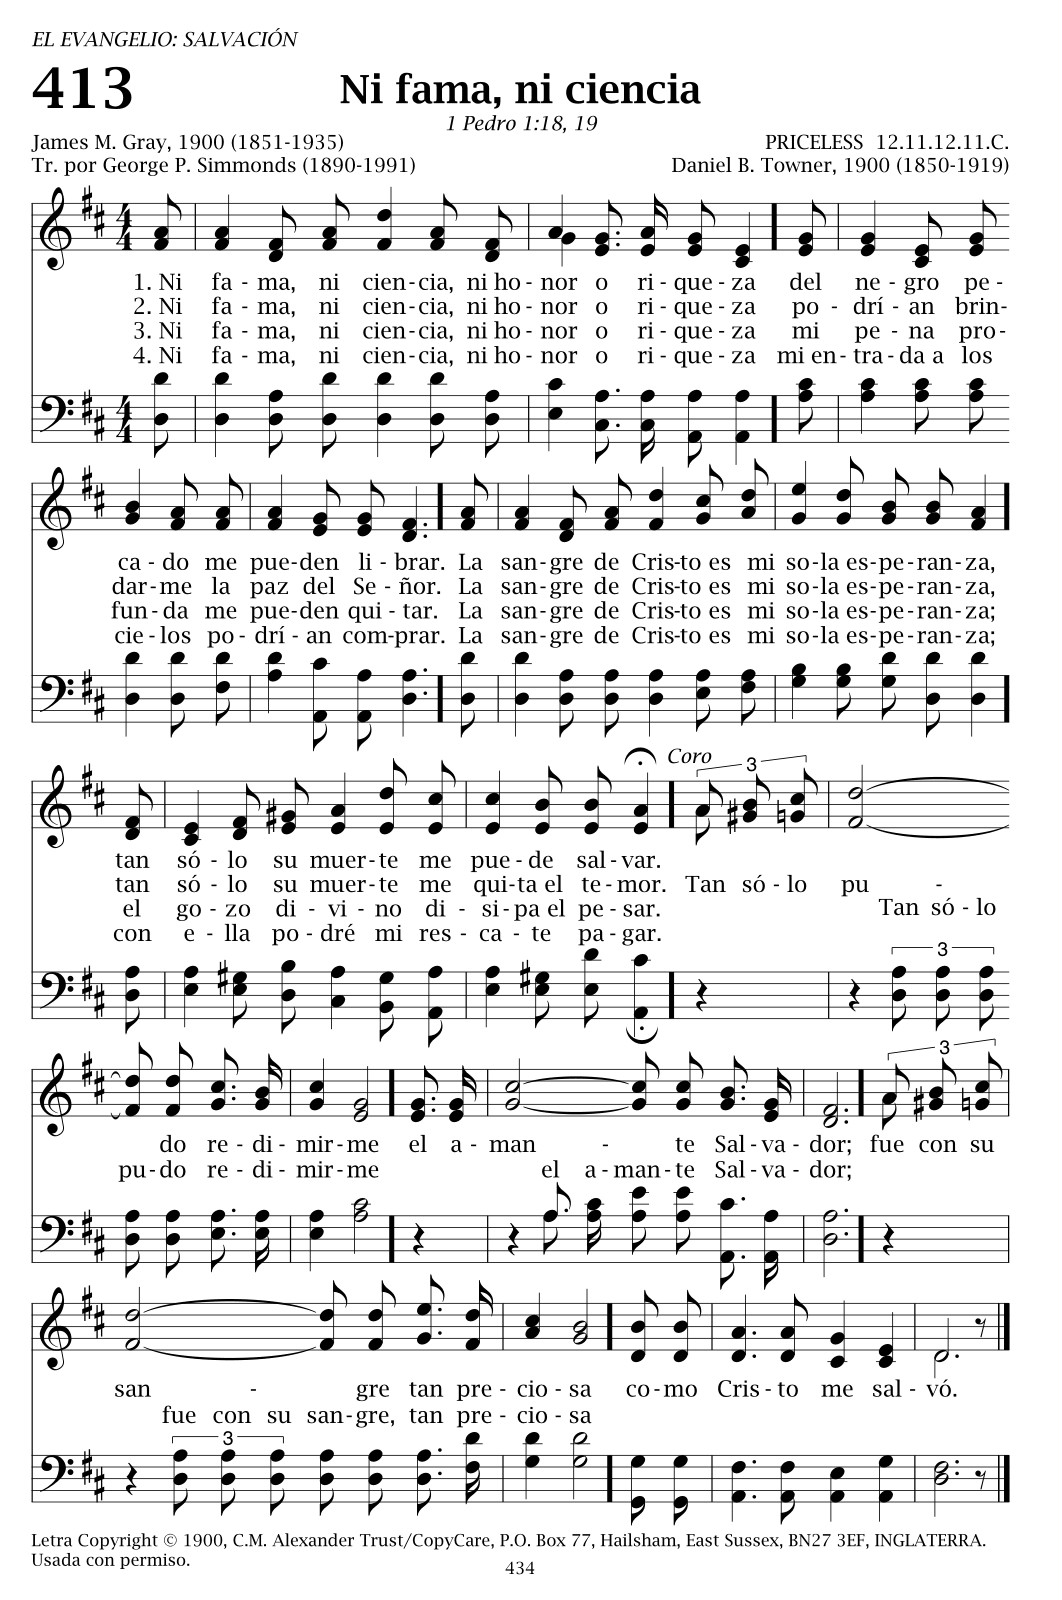 EL EVANGELIO: SALVACIÓN
413 Ni fama, ni ciencia
1 Pedro 1:18, 19
James M. Gray, 1900 (1851-1935) PRICELESS 12.11.12.11.C.
Tr. por George P. Simmonds (1890-1991) Daniel B. Towner, 1900 (1850-1919)
1. Ni fa - ma, ni cien - cia, ni ho - nor o ri - que - za del ne - gro pe -
2. Ni fa - ma, ni cien - cia, ni ho - nor o ri - que - za po - drí - an brin-
3. Ni fa - ma, ni cien - cia, ni ho - nor o ri - que - za mi pe - na pro -
4. Ni fa - ma, ni cien - cia, ni ho - nor o ri - que - za mi en - tra - da a los
ca - do me pue - den li - brar. La san - gre de Cris - to es mi so - la es - pe - ran - za,
dar - me la paz del Se - ñor. La san - gre de Cris - to es mi so - la es - pe - ran - za,
fun - da me pue - den qui - tar. La san - gre de Cris - to es mi so - la es - pe - ran - za;
cie - los po - drí - an com - prar. La san - gre de Cris - to es mi so - la es - pe - ran - za;
Coro
3
tan só - lo su muer - te me pue - de sal - var.
tan só - lo su muer - te me qui - ta el te - mor. Tan só - lo pu -
el go - zo di - vi - no di - si - pa el pe - sar. Tan só - lo
con e - lla po - dré mi res - ca - te pa - gar.
3
3
do re - di - mir - me el a - man - te Sal - va - dor; fue con su
pu - do re - di - mir - me el a - man - te Sal - va - dor;
san - gre tan pre - cio - sa co - mo Cris - to me sal - vó.
fue con su san - gre, tan pre - cio - sa
3
Letra Copyright © 1900, C.M. Alexander Trust/CopyCare, P.O. Box 77, Hailsham, East Sussex, BN27 3EF, INGLATERRA.
Usada con permiso.
434